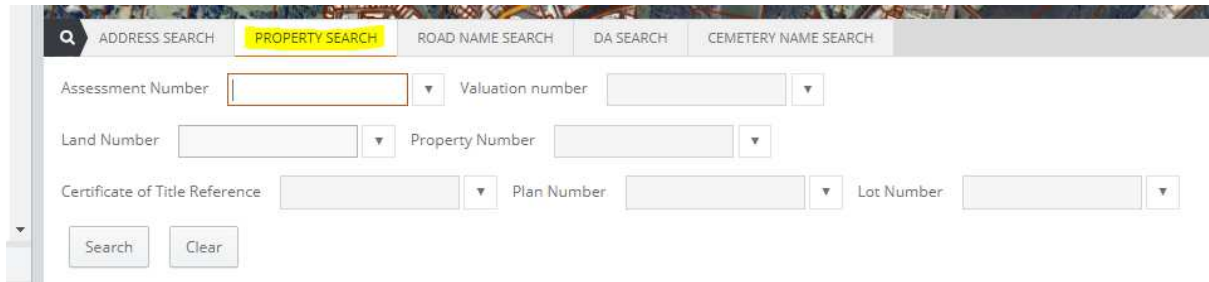 ADDRESS SEARCH PROPERTY SEARCH ROAD NAME SEARCH DA SEARCH CEMETERY NAME SEARCH
Assessment Number Valuation number
Land Number Property Number
Certificate of Title Reference Plan Number Lot Number
Search Clear